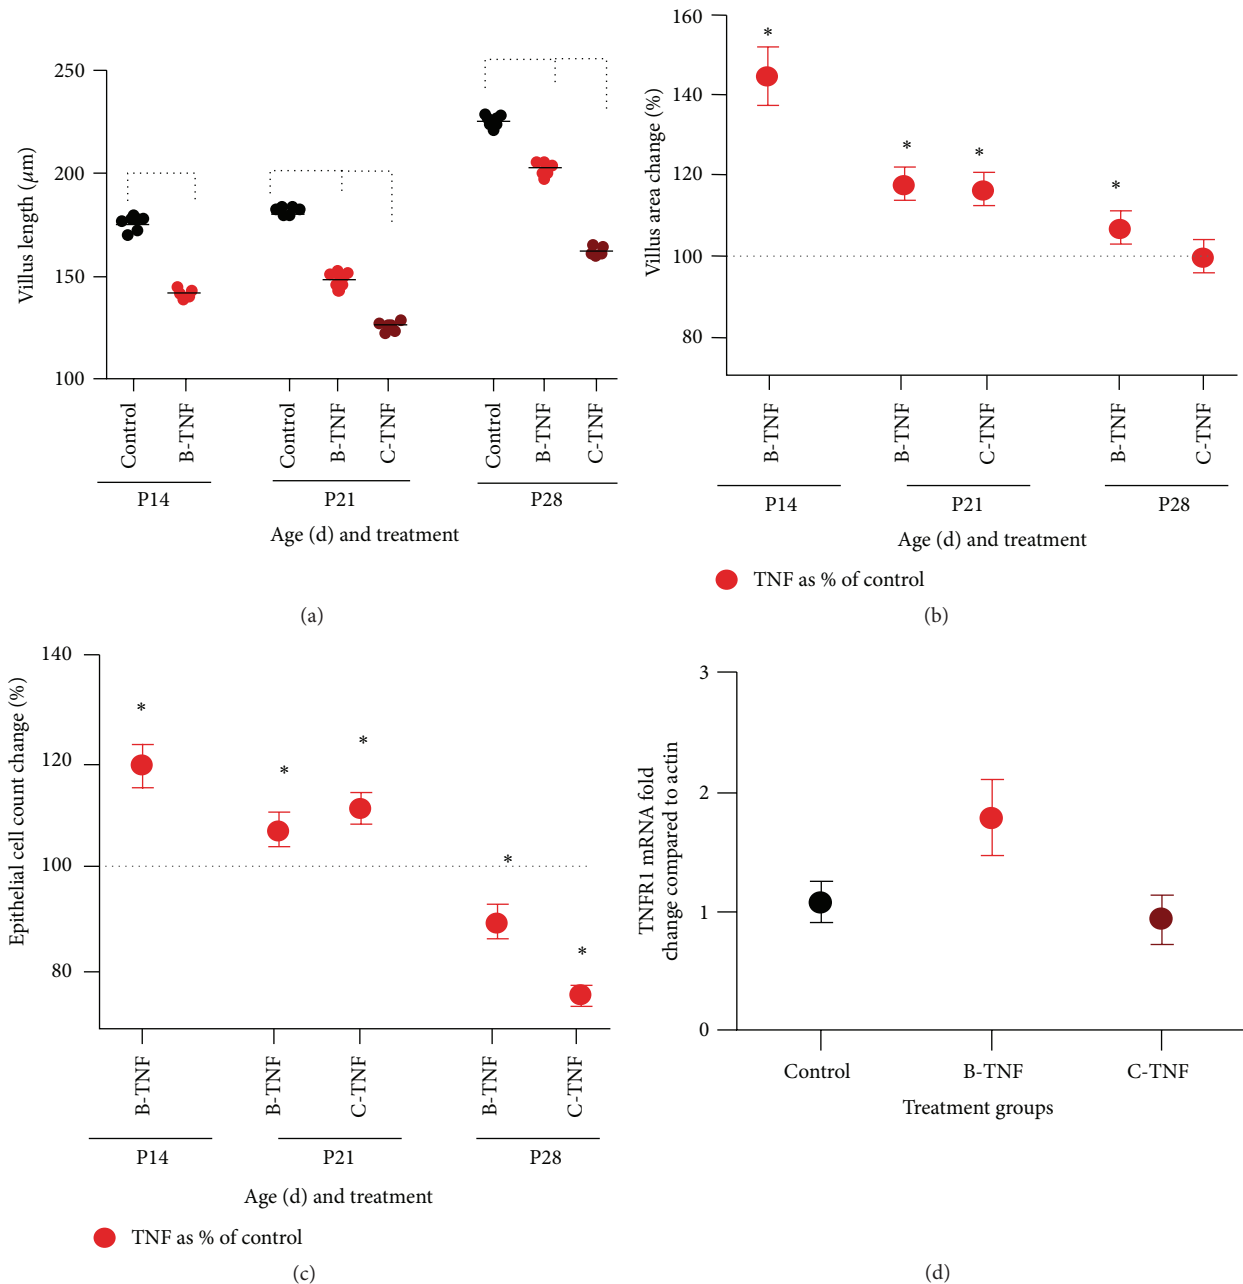 250
200
150
100
Villus length (μm)
Control
B-TNF
Control
B-TNF
C-TNF
Control
B-TNF
C-TNF
P14
P21
P28
Age (d) and treatment
(a)
160
140
120
100
80
Villus area change (%)
*
*
*
*
B-TNF
B-TNF
C-TNF
B-TNF
C-TNF
P14
P21
P28
Age (d) and treatment
TNF as % of control
(b)
140
120
100
80
Epithelial cell count change (%)
*
*
*
*
*
B-TNF
B-TNF
C-TNF
B-TNF
C-TNF
P14
P21
P28
Age (d) and treatment
TNF as % of control
(c)
3
2
1
0
TNFR1 mRNA fold
change compared to actin
Control
B-TNF
C-TNF
Treatment groups
(d)